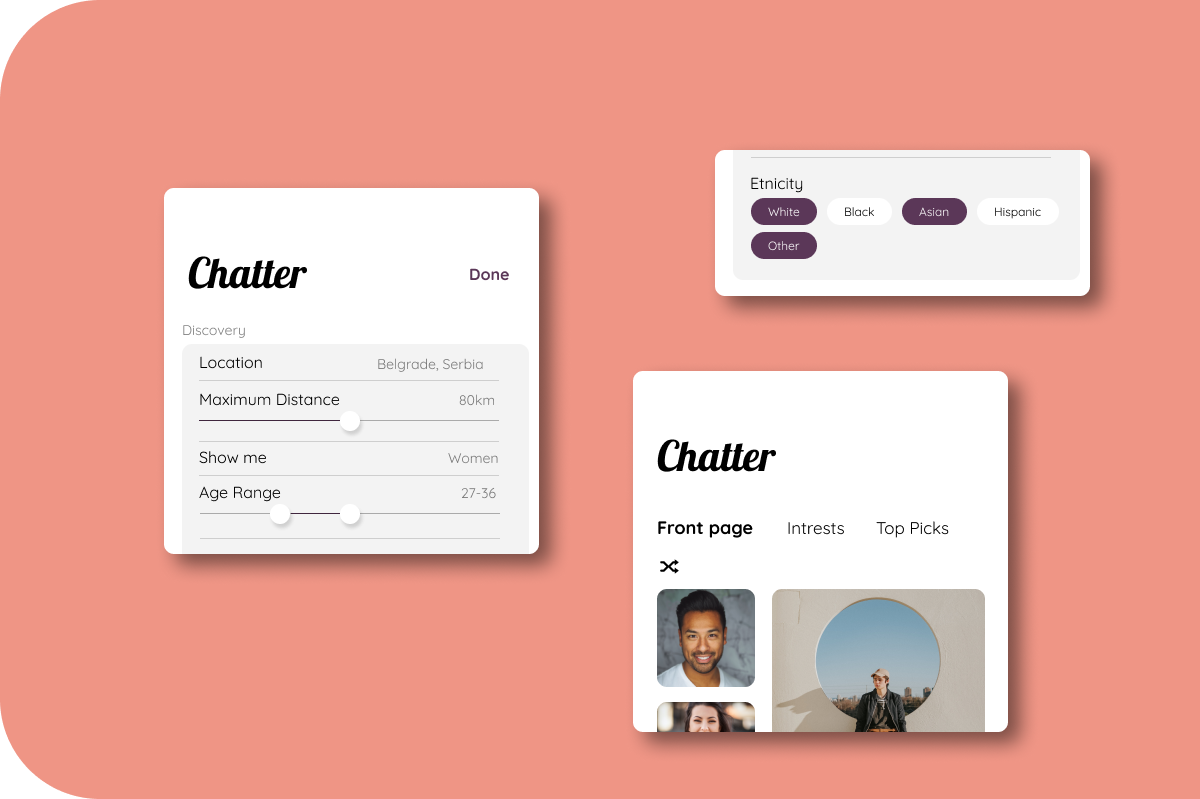 Chatter
Done
Discovery
Location Belgrade, Serbia
Maximum Distance 80km
Show me Women
Age Range 27-36
Etnicity
White Black Asian Hispanic
Other
Chatter
Front page Intrests Top Picks